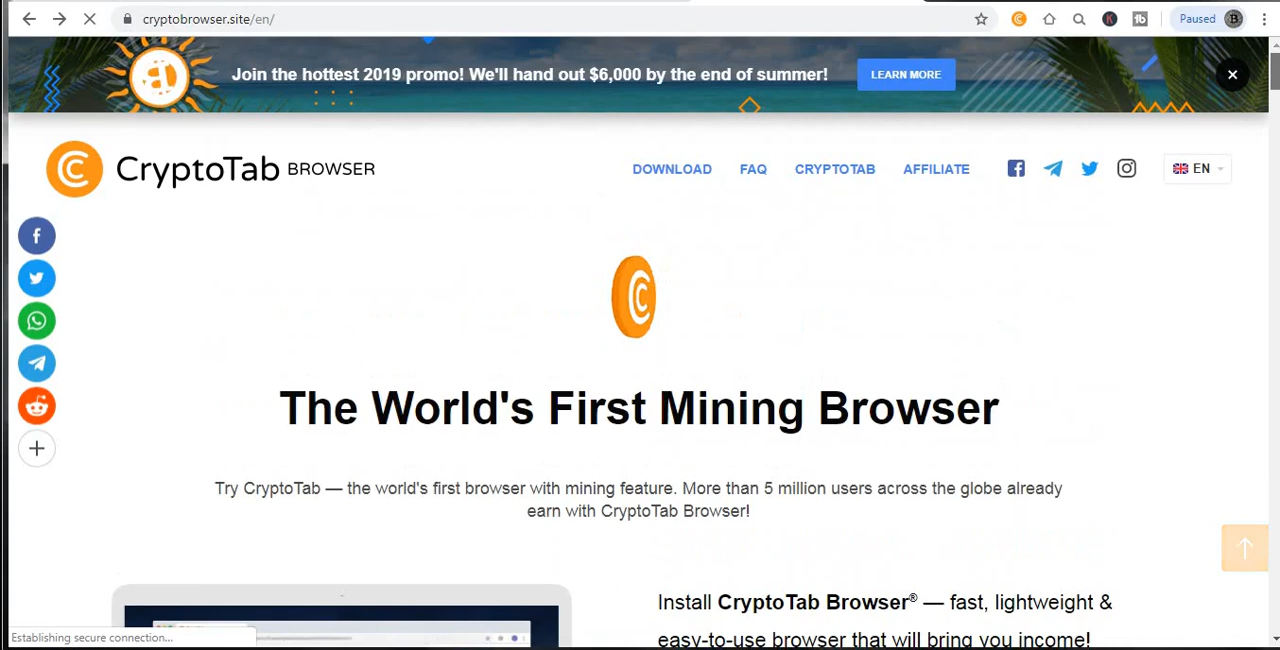 cryptobrowser.site/en/
Paused
Join the hottest 2019 promo! We'll hand out $6,000 by the end of summer!
LEARN MORE
CryptoTab BROWSER
DOWNLOAD
FAQ
CRYPTOTAB
AFFILIATE
EN
The World's First Mining Browser
Try CryptoTab — the world's first browser with mining feature. More than 5 million users across the globe already
earn with CryptoTab Browser!
Install CryptoTab Browser® — fast, lightweight &
easy-to-use browser that will bring you income!
Establishing secure connection...